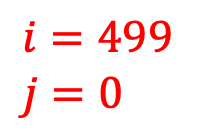 i = 499
j = 0